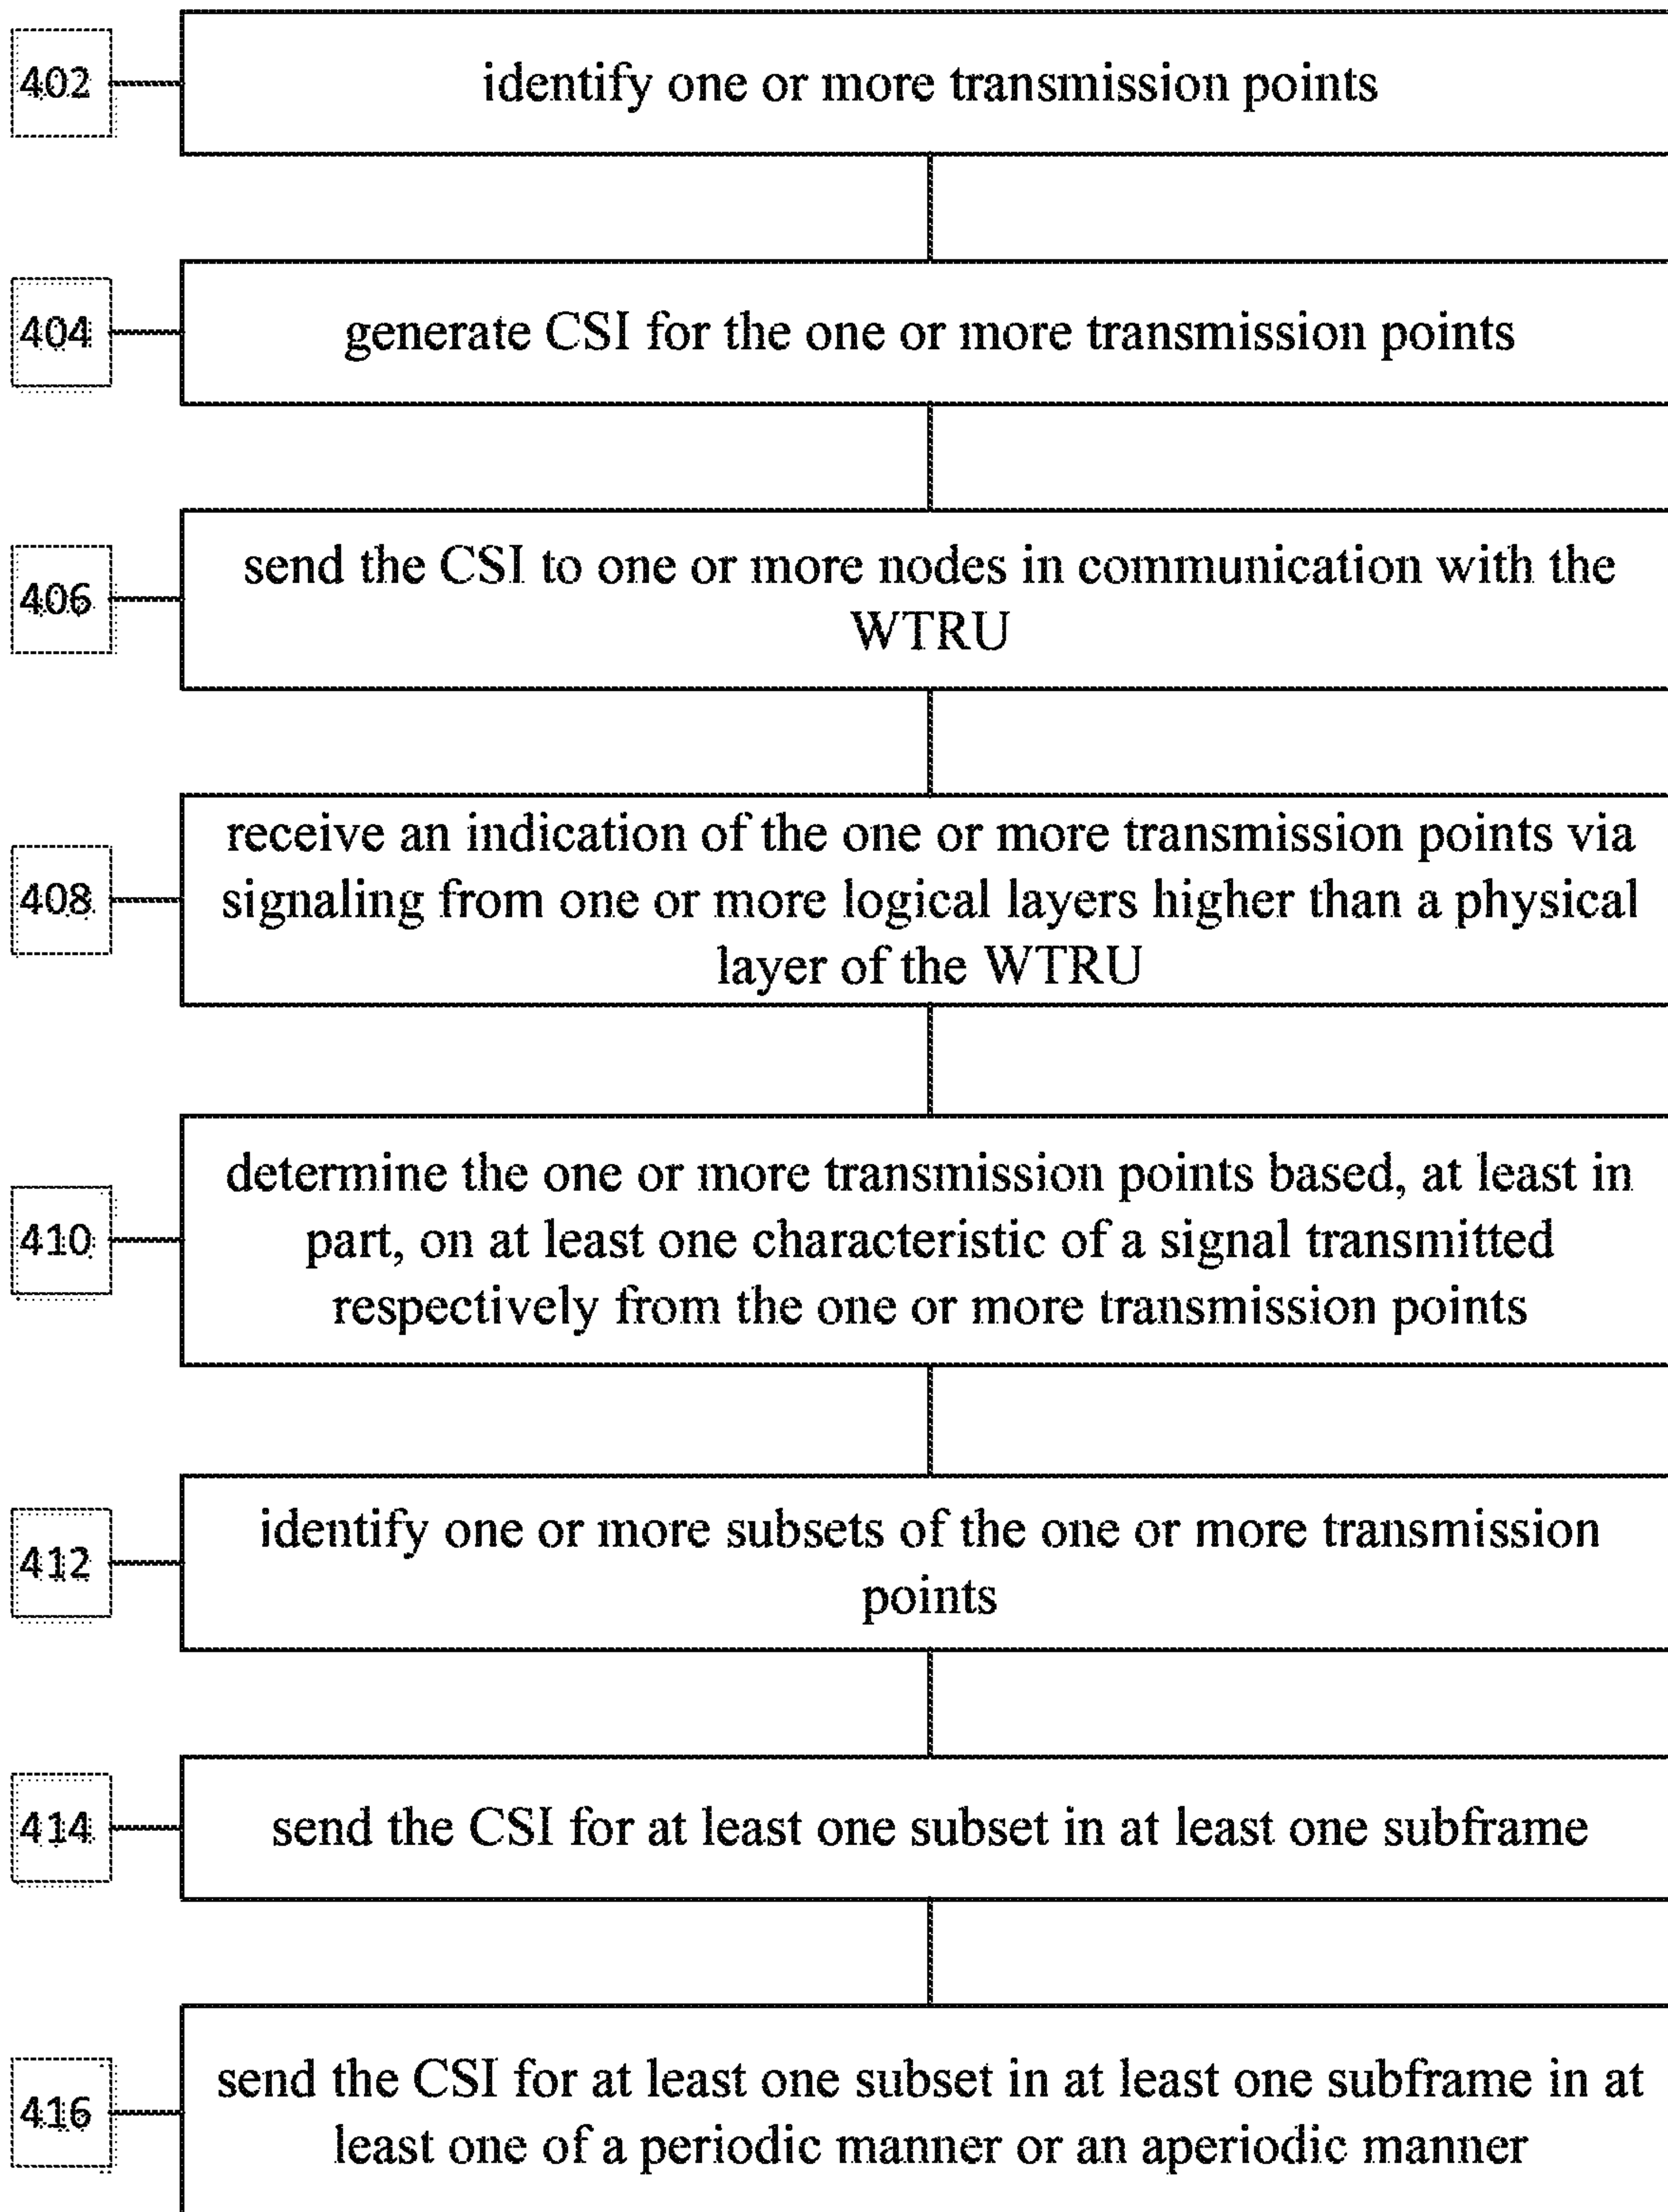 402
identify one or more transmission points
404
generate CSI for the one or more transmission points
406
send the CSI to one or more nodes in communication with the
WTRU
408
receive an indication of the one or more transmission points via
signaling from one or more logical layers higher than a physical
layer of the WTRU
410
determine the one or more transmission points based, at least in
part, on at least one characteristic of a signal transmitted
respectively from the one or more transmission points
412
identify one or more subsets of the one or more transmission
points
414
send the CSI for at least one subset in at least one subframe
416
send the CSI for at least one subset in at least one subframe in at
least one of a periodic manner or an aperiodic manner